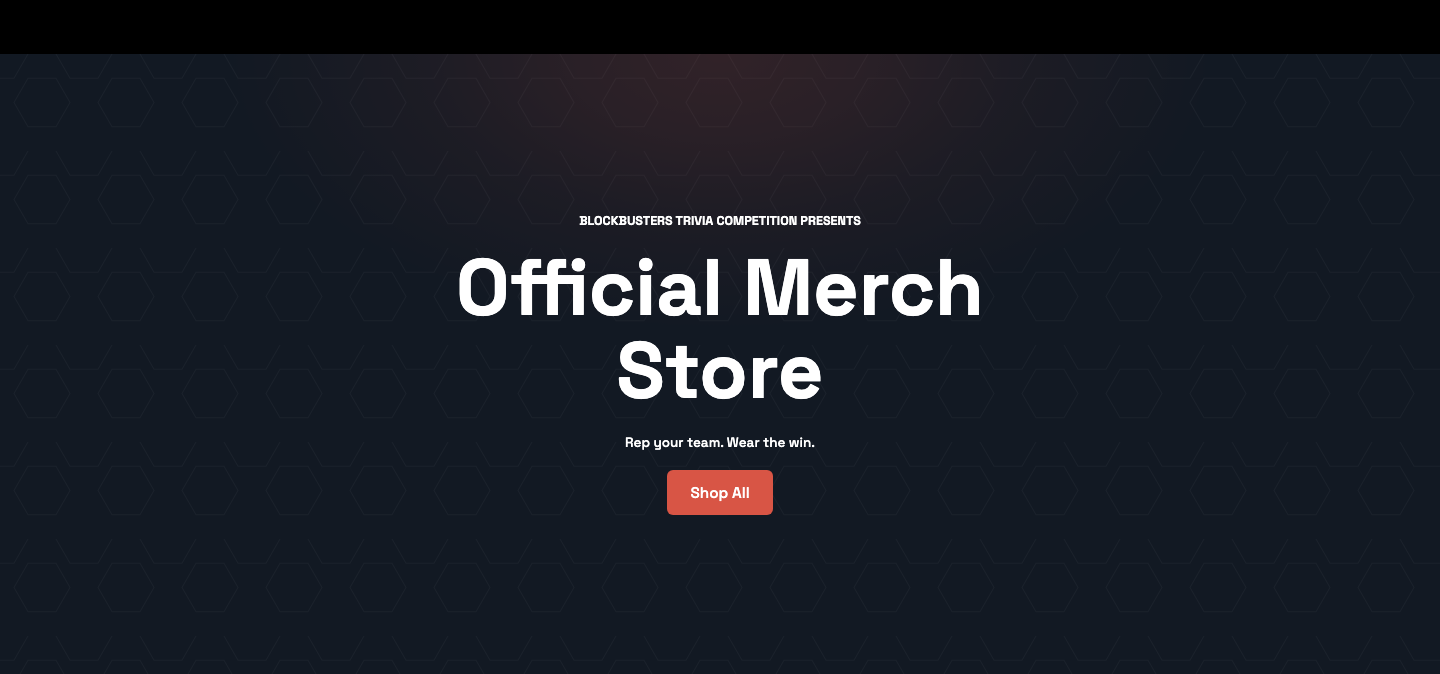 BLOCKBUSTERS TRIVIA COMPETITION PRESENTS
Official Merch
Store
Rep your team. Wear the win.
Shop All